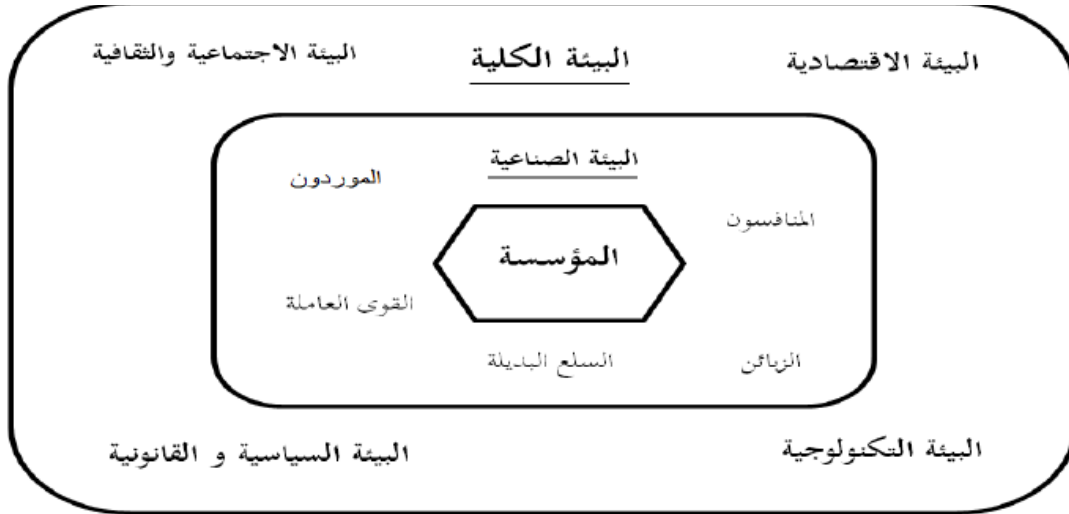 البيئة الاقتصادية
البيئة الكلية
البيئة الاجتماعية والثقافية
البيئة الصناعية
الموردون
المنافسون
المؤسسة
القوى العاملة
الزبائن
السلع البديلة
البيئة التكنولوجية
البيئة السياسية و القانونية